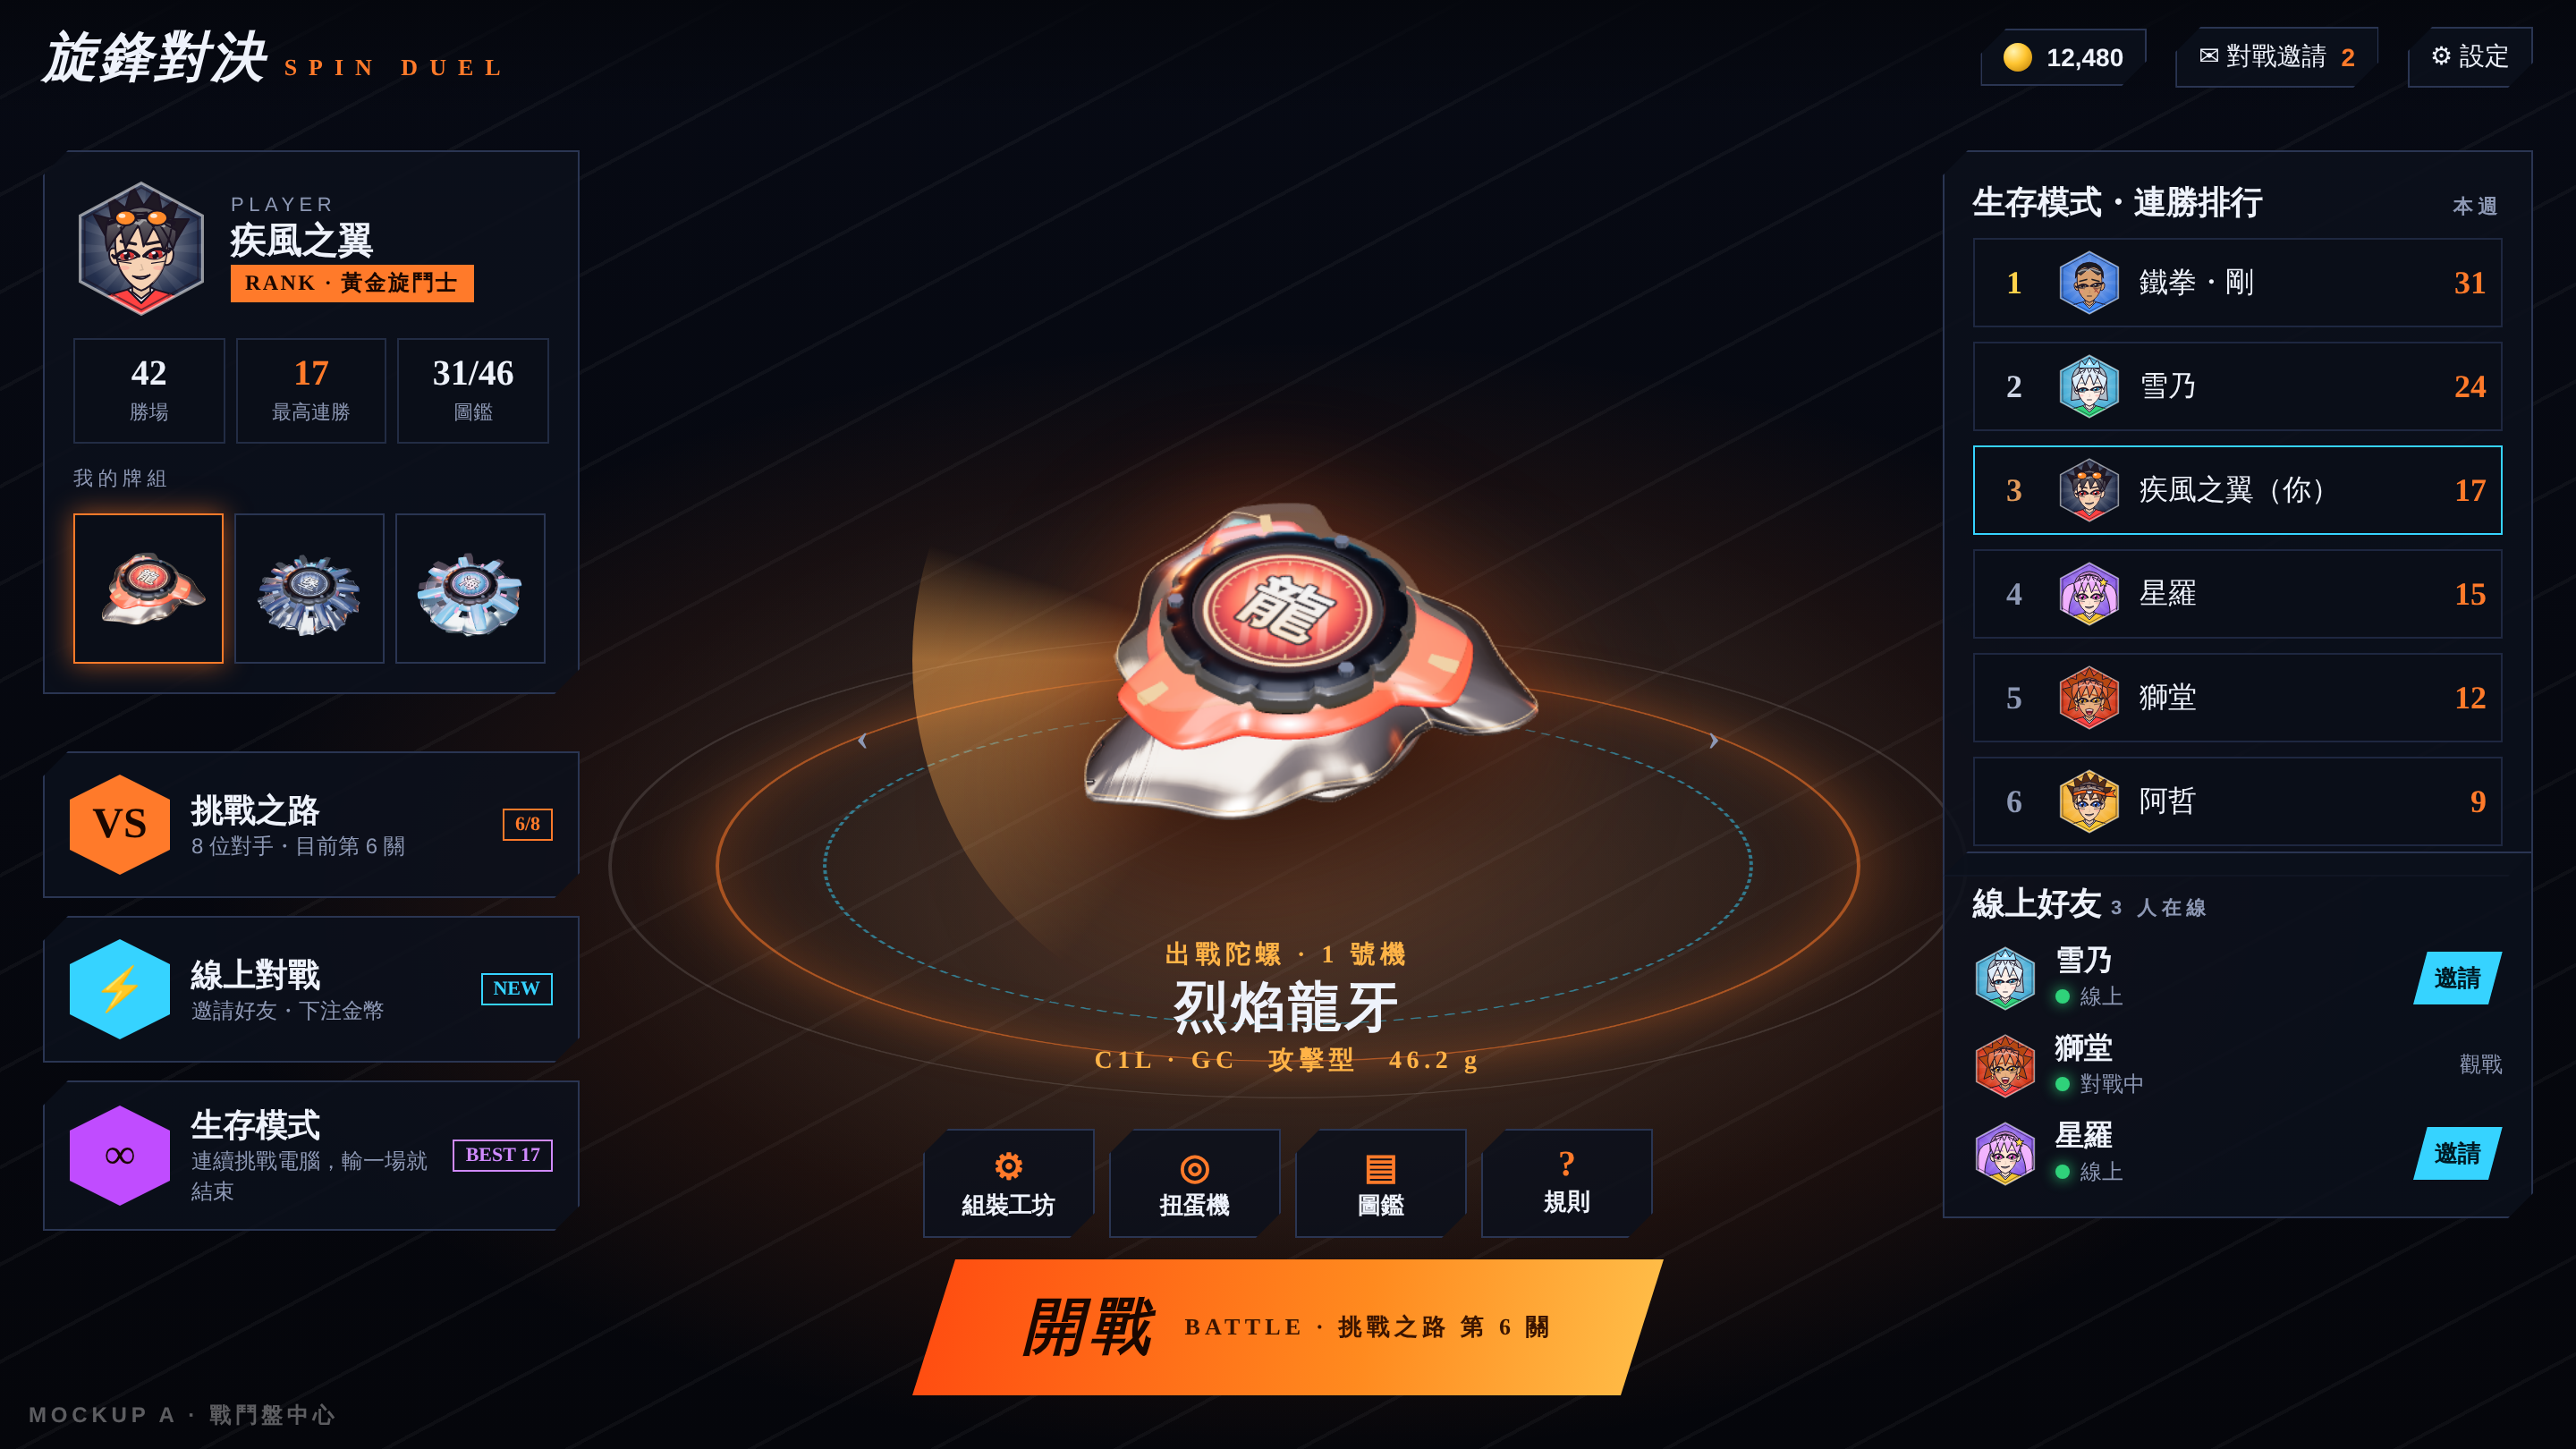 旋鋒對決 SPIN DUEL
12,480
✉ 對戰邀請 2
⚙ 設定
PLAYER
疾風之翼
RANK · 黃金旋鬥士
42
勝場
17
最高連勝
31/46
圖鑑
我的牌組
龍
VS
挑戰之路
8 位對手・目前第 6 關
6/8
⚡
線上對戰
邀請好友・下注金幣
NEW
∞
生存模式
連續挑戰電腦，輸一場就
結束
BEST 17
‹
龍
›
出戰陀螺 · 1 號機
烈焰龍牙
C1L · GC 攻擊型 46.2 g
⚙
組裝工坊
◎
扭蛋機
▤
圖鑑
?
規則
開戰 BATTLE · 挑戰之路 第 6 關
生存模式・連勝排行 本週
1 鐵拳・剛 31
2 雪乃 24
3 疾風之翼（你） 17
4 星羅 15
5 獅堂 12
6 阿哲 9
線上好友 3 人在線
雪乃
線上
邀請
獅堂
對戰中
觀戰
星羅
線上
邀請
MOCKUP A · 戰鬥盤中心